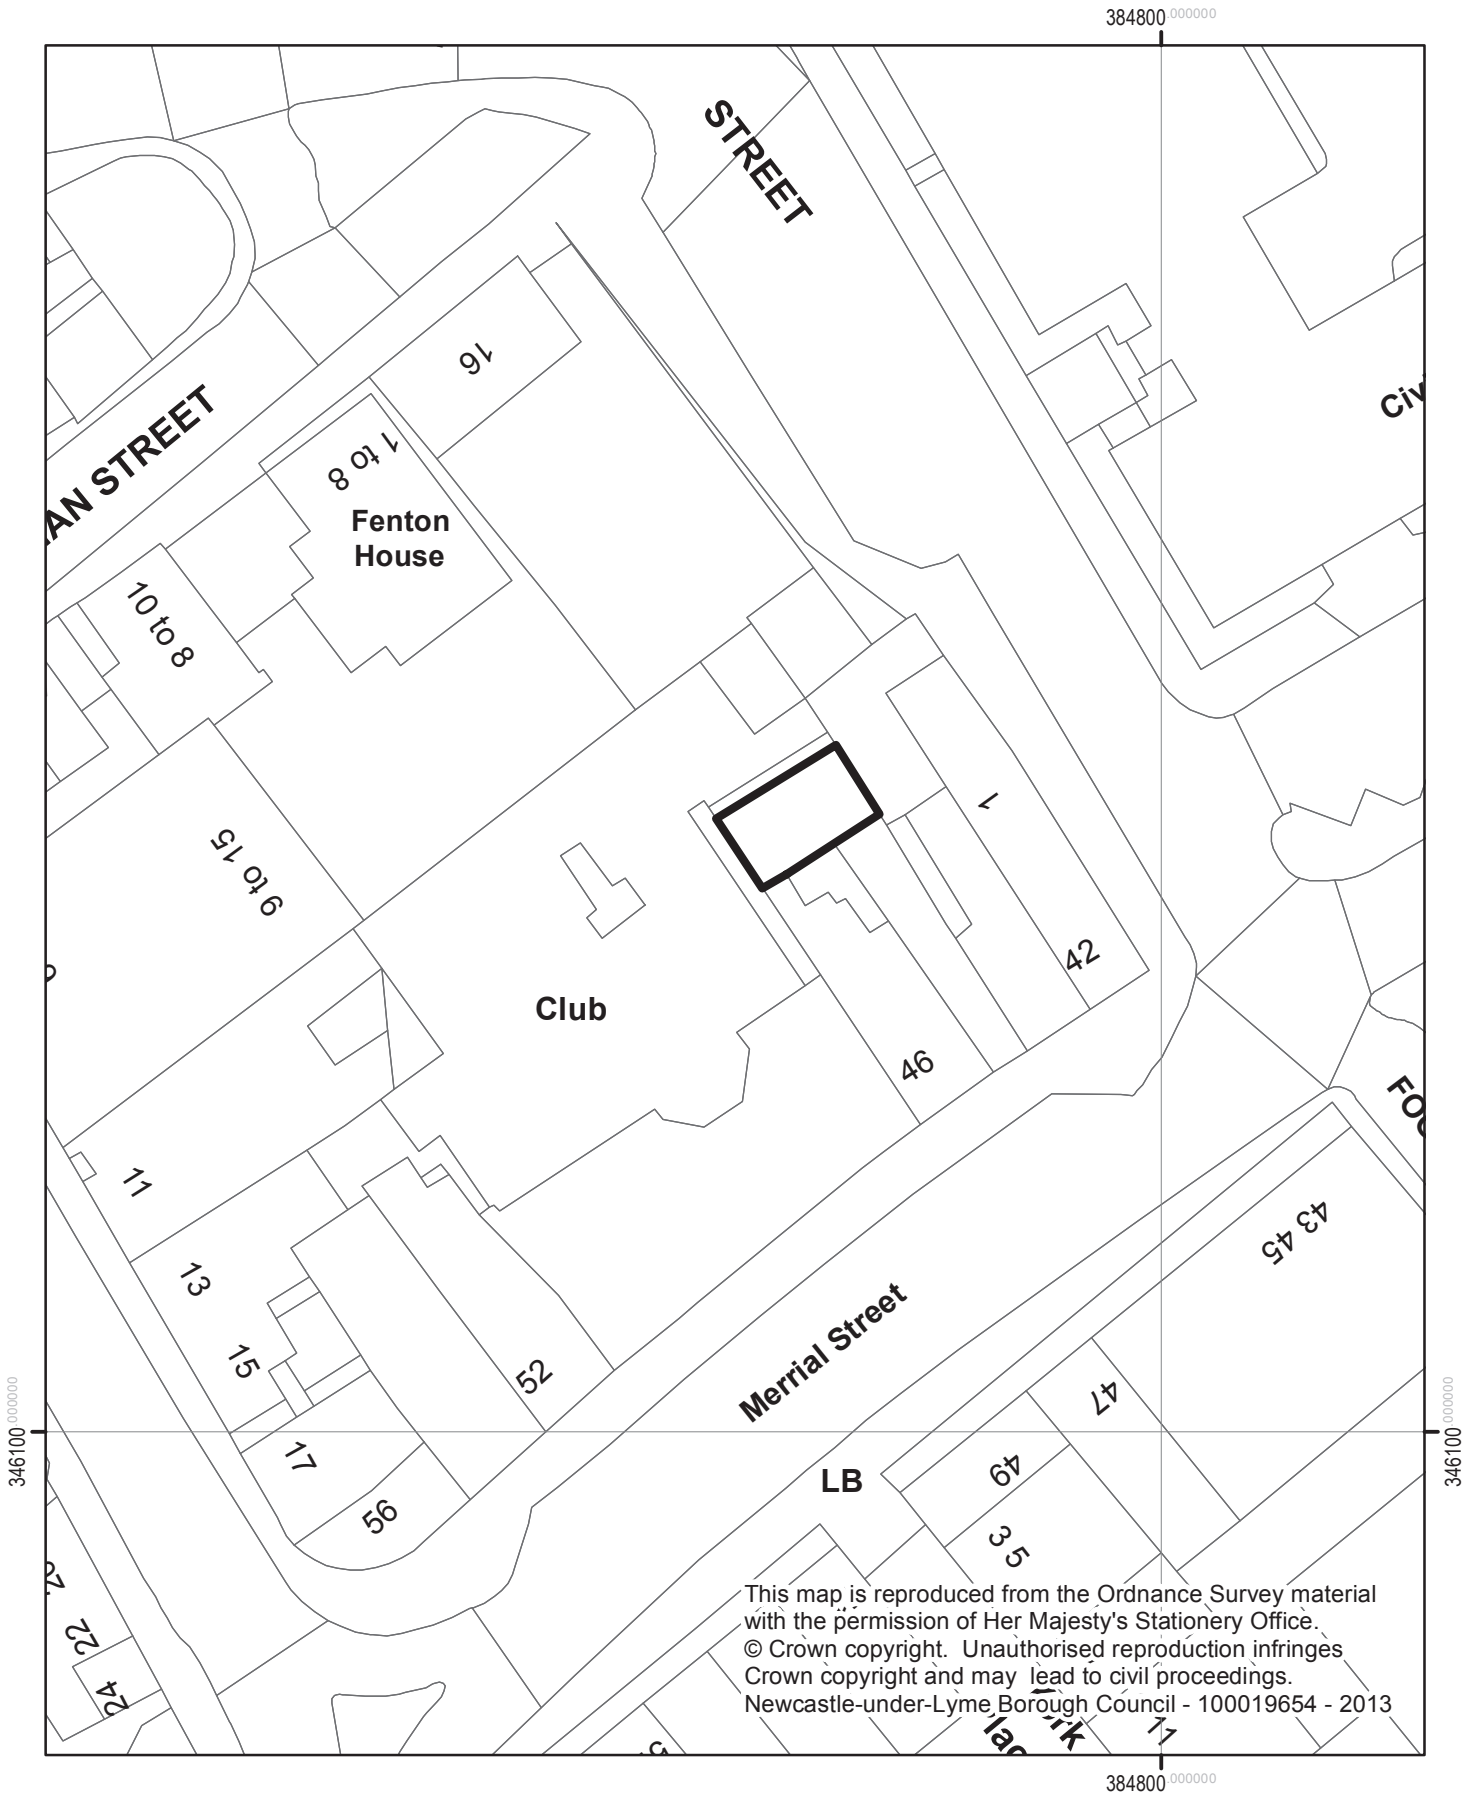 384800.000000
STREET
16
Civi
1 to 8
AN STREET
Fenton
House
10 to 8
1
9 to 15
42
Club
46
FOG
11
43 45
13
Merrial Street
15
52
47
346100.000000
346100.000000
17
49
LB
56
3 5
22
24
This map is reproduced from the Ordnance Survey material
with the permission of Her Majesty's Stationery Office.
© Crown copyright. Unauthorised reproduction infringes
Crown copyright and may lead to civil proceedings.
Newcastle-under-Lyme Borough Council - 100019654 - 2013
11
384800.000000